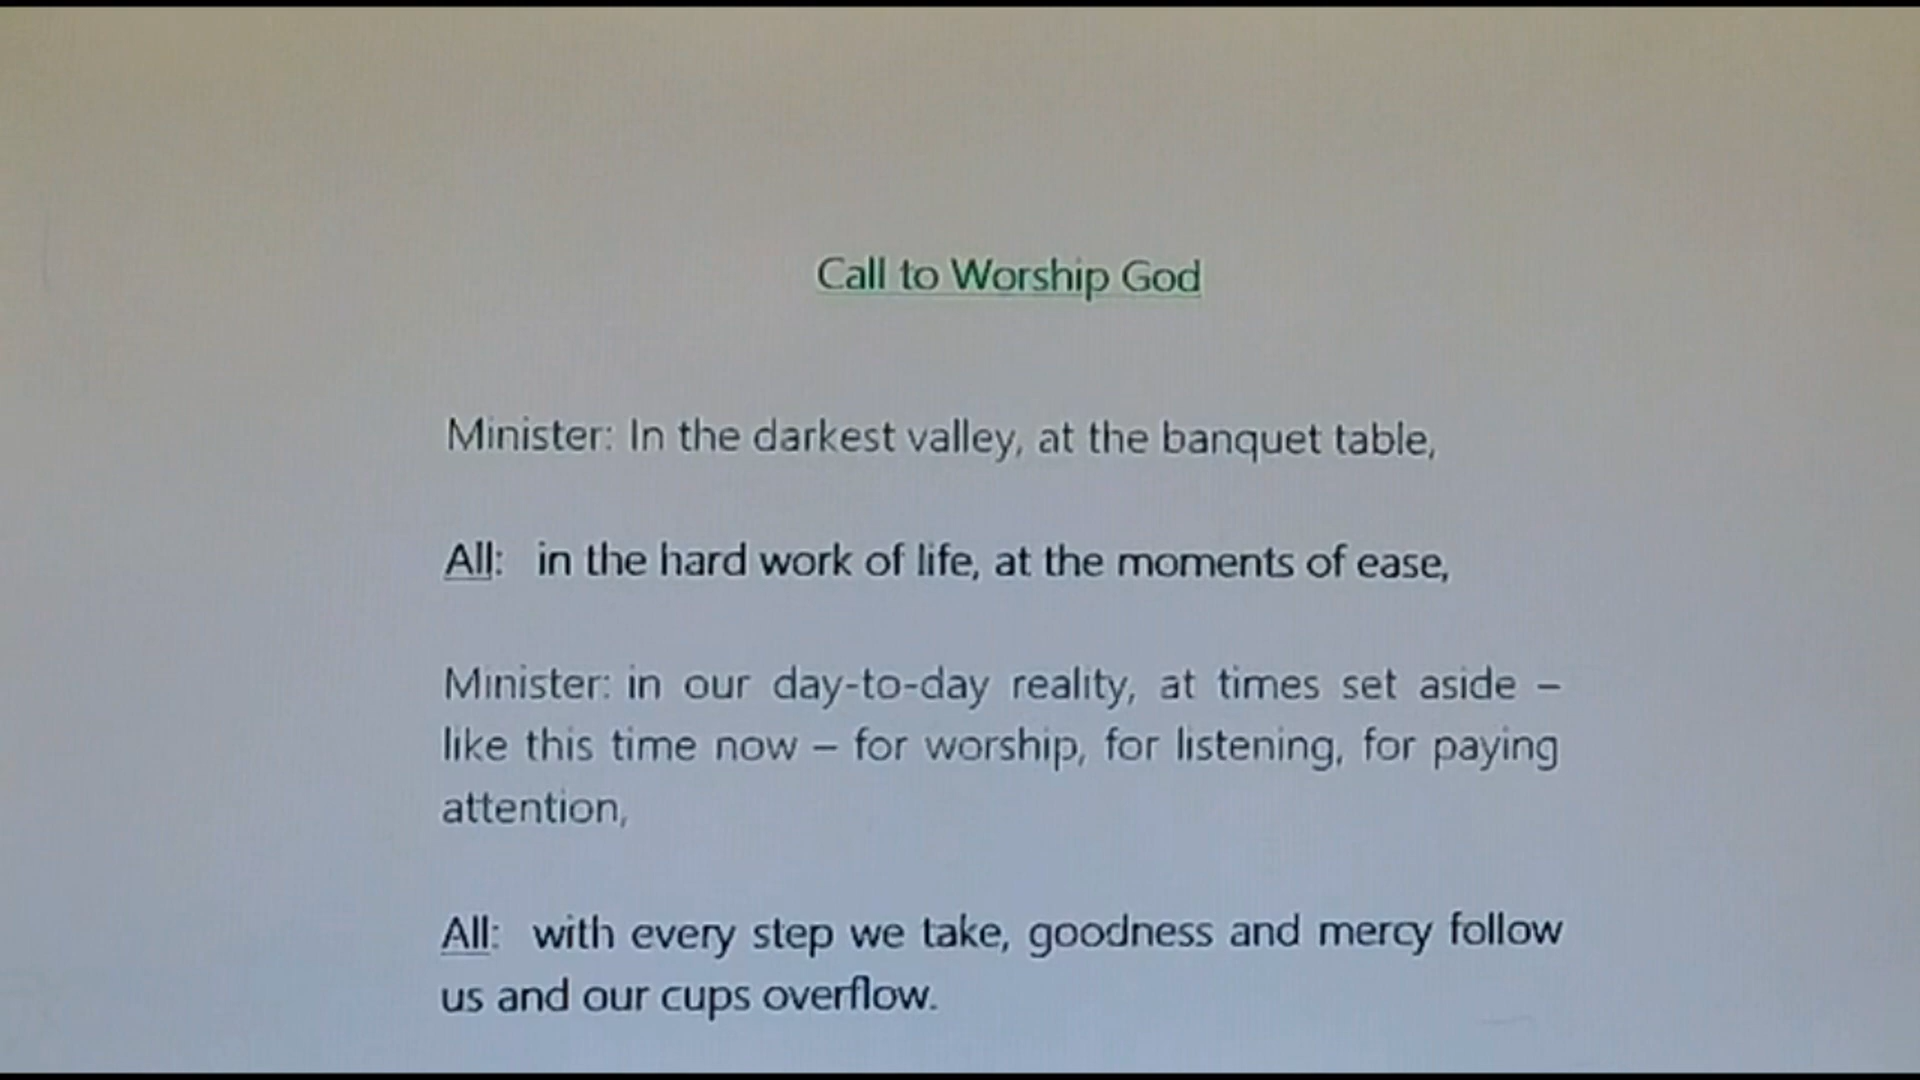 Call to Worship God
Minister: In the darkest valley, at the banquet table,
All: in the hard work of life, at the moments of ease,
Minister: in our day-to-day reality, at times set aside –
like this time now – for worship, for listening, for paying
attention,
All: with every step we take, goodness and mercy follow
us and our cups overflow.